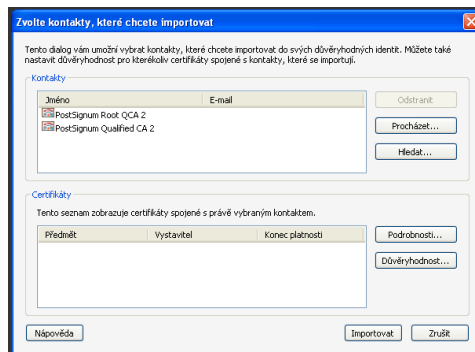 Zvolte kontakty, které chcete importovat
Tento dialog vám umožní vybrat kontakty, které chcete importovat do svých důvěryhodných identit. Můžete také
nastavit důvěryhodnost pro kterékoliv certifikáty spojené s kontakty, které se importují.
Kontakty
Jméno E-mail
PostSignum Root QCA 2
PostSignum Qualified CA 2
Odstranit
Procházet...
Hledat...
Certifikáty
Tento seznam zobrazuje certifikáty spojené s právě vybraným kontaktem.
Předmět Vystavitel Konec platnosti
Podrobnosti...
Důvěryhodnost...
Nápověda Importovat Zrušit